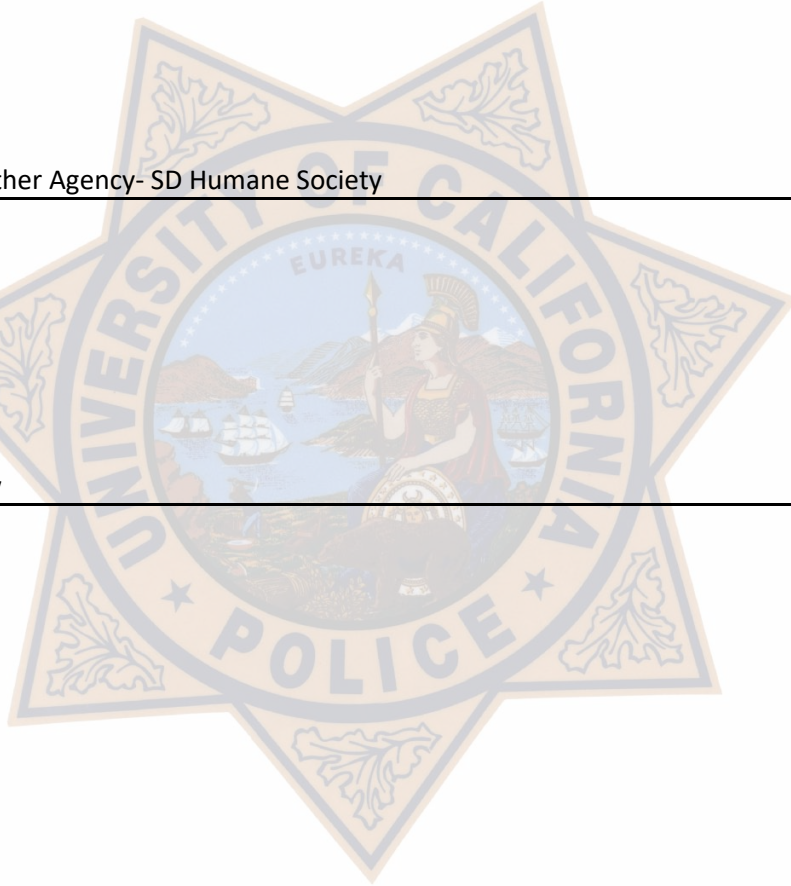 ther Agency- SD Humane Society
EUREKA
UNIVERSITY OF CALIFORNIA
POLICE